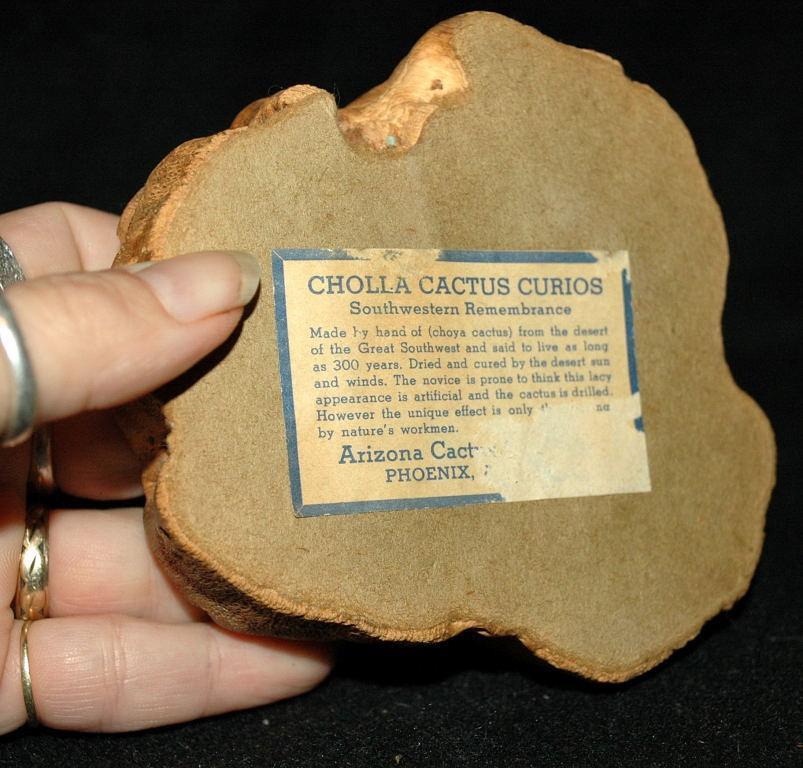 CHOLLA CACTUS CURIOS
Southwestern Remembrance
Made by hand of (choya cactus) from the desert
of the Great Southwest and said to live as long
as 300 years. Dried and cured by the desert sun
and winds. The novice is prone to think this lacy
appearance is artificial and the cactus is drilled.
However the unique effect is only
by nature's workmen.
Arizona
PHOENIX,